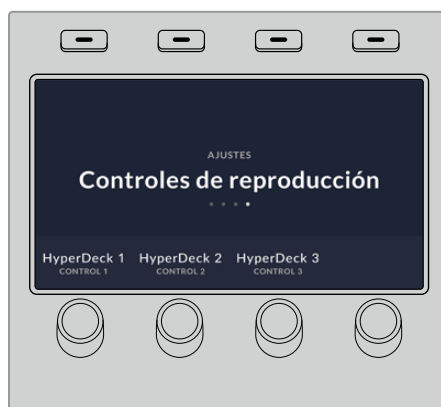 AJUSTES
Controles de reproducción
HyperDeck 1 HyperDeck 2 HyperDeck 3
CONTROL 1 CONTROL 2 CONTROL 3